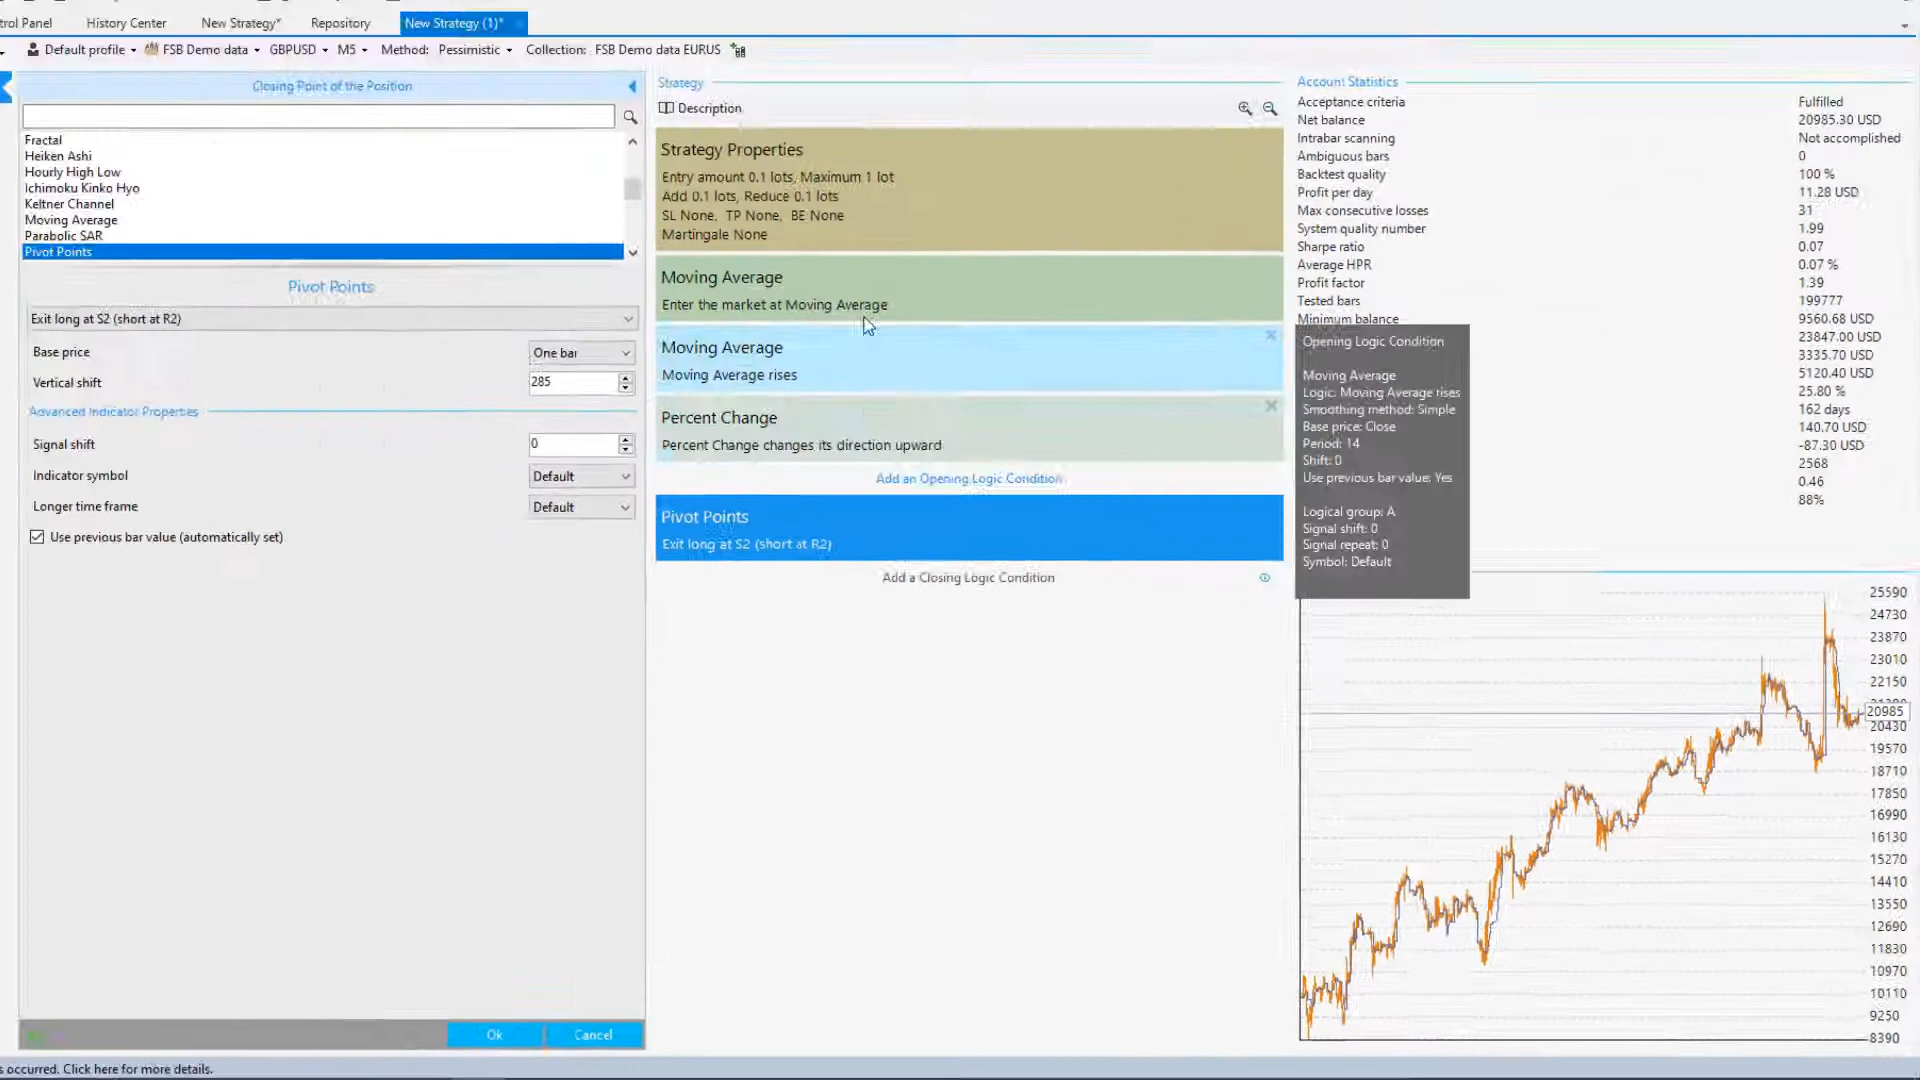 trol Panel
History Center
New Strategy*
Repository
New Strategy (1)*
Default profile
FSB Demo data
GBPUSD
M5
Method:
Pessimistic
Collection:
FSB Demo data EURUS
Closing Point of the Position
Fractal
Heiken Ashi
Hourly High Low
Ichimoku Kinko Hyo
Keltner Channel
Moving Average
Parabolic SAR
Pivot Points
Pivot Points
Exit long at S2 (short at R2)
Base price
One bar
Vertical shift
285
Advanced Indicator Properties
Signal shift
0
Indicator symbol
Default
Longer time frame
Default
Use previous bar value (automatically set)
Ok
Cancel
Strategy
Description
Strategy Properties
Entry amount 0.1 lots, Maximum 1 lot
Add 0.1 lots, Reduce 0.1 lots
SL None, TP None, BE None
Martingale None
Moving Average
Enter the market at Moving Average
Moving Average
Moving Average rises
Percent Change
Percent Change changes its direction upward
Add an Opening Logic Condition
Pivot Points
Exit long at S2 (short at R2)
Add a Closing Logic Condition
Account Statistics
Acceptance criteria
Fulfilled
Net balance
20985.30 USD
Intrabar scanning
Not accomplished
Ambiguous bars
0
Backtest quality
100 %
Profit per day
11.28 USD
Max consecutive losses
31
System quality number
1.99
Sharpe ratio
0.07
Average HPR
0.07 %
Profit factor
1.39
Tested bars
199777
Minimum balance
9560.68 USD
23847.00 USD
3335.70 USD
5120.40 USD
25.80 %
162 days
140.70 USD
-87.30 USD
2568
0.46
88%
Opening Logic Condition
Moving Average
Logic: Moving Average rises
Smoothing method: Simple
Base price: Close
Period: 14
Shift: 0
Use previous bar value: Yes
Logical group: A
Signal shift: 0
Signal repeat: 0
Symbol: Default
25590
24730
23870
23010
22150
20985
20430
19570
18710
17850
16990
16130
15270
14410
13550
12690
11830
10970
10110
9250
8390
s occurred. Click here for more details.